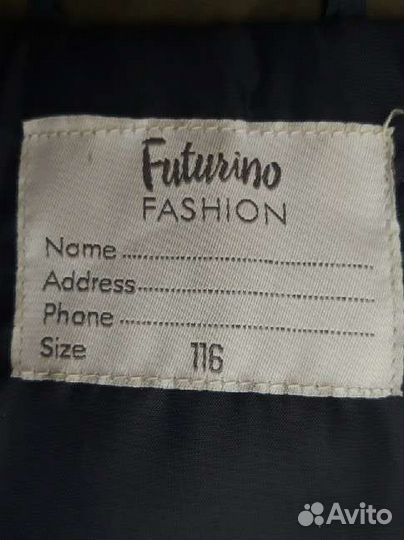 Futurino
FASHION
Name
Address
Phone
Size 116
Avito